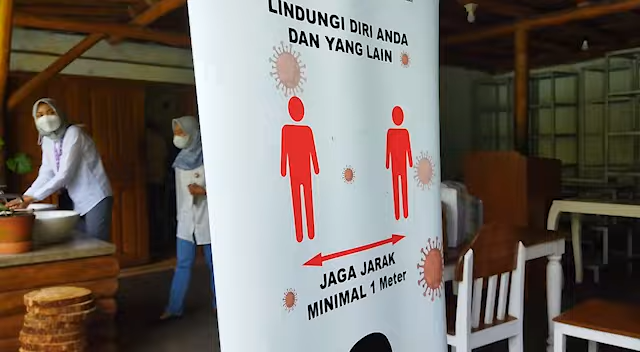 LINDUNGI DIRI ANDA
DAN YANG LAIN
JAGA JARAK
MINIMAL 1 Meter